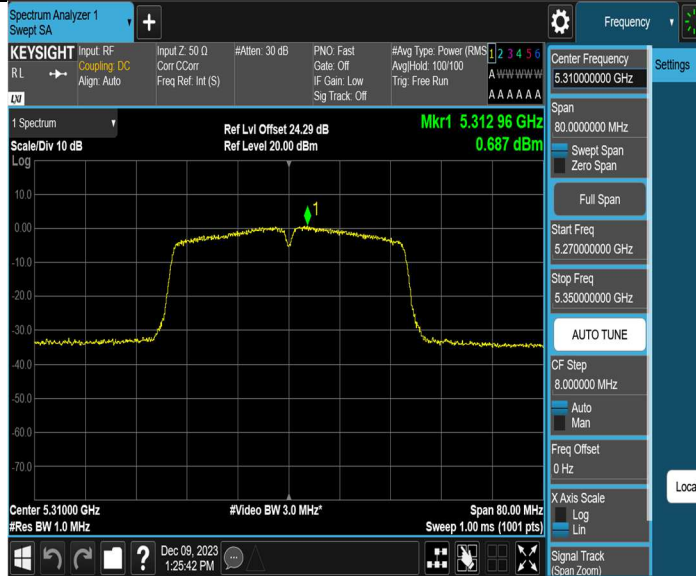 Spectrum Analyzer 1
Swept SA
+
Frequency
KEYSIGHT
RL
LXI
Input: RF
Coupling: DC
Align: Auto
Input Z: 50 Ω
Corr CCorr
Freq Ref: Int (S)
#Atten: 30 dB
PNO: Fast
Gate: Off
IF Gain: Low
Sig Track: Off
#Avg Type: Power (RMS
Avg|Hold: 100/100
Trig: Free Run
1 2 3 4 5 6
A W W W W W
A A A A A A
1 Spectrum
Scale/Div 10 dB
Ref Lvl Offset 24.29 dB
Ref Level 20.00 dBm
Mkr1 5.312 96 GHz
0.687 dBm
Log
10.0
0.00
-10.0
-20.0
-30.0
-40.0
-50.0
-60.0
-70.0
1
Center 5.31000 GHz
#Res BW 1.0 MHz
#Video BW 3.0 MHz*
Span 80.00 MHz
Sweep 1.00 ms (1001 pts)
Center Frequency
5.310000000 GHz
Settings
Span
80.0000000 MHz
Swept Span
Zero Span
Full Span
Start Freq
5.270000000 GHz
Stop Freq
5.350000000 GHz
AUTO TUNE
CF Step
8.000000 MHz
Auto
Man
Freq Offset
0 Hz
X Axis Scale
Log
Lin
Loca
Signal Track
(Span Zoom)
?
Dec 09, 2023
1:25:42 PM